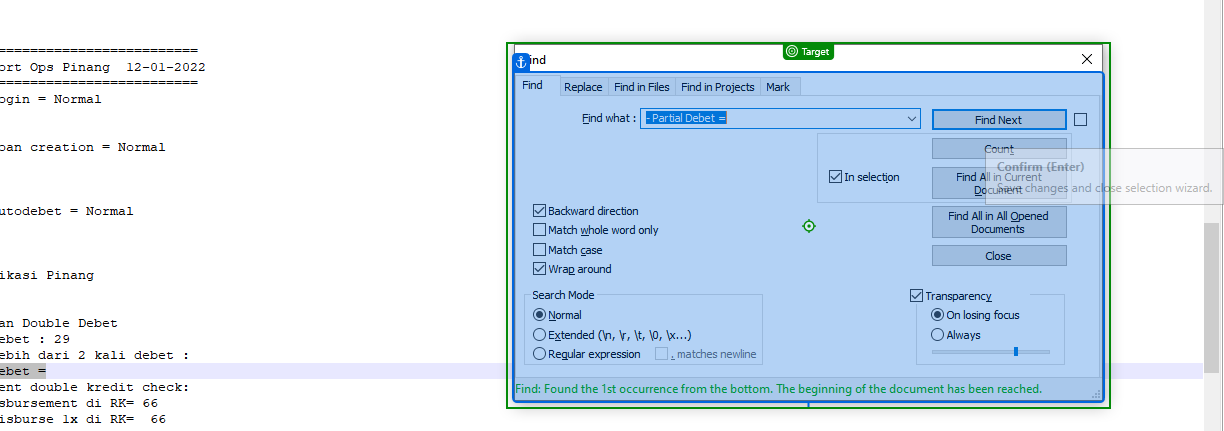 ==========================
ort Ops Pinang  12-01-2022
==========================
ogin = Normal
oan creation = Normal
utodebet = Normal
ikasi Pinang
an Double Debet
ebet : 29
ebih dari 2 kali debet :
ebet =
ent double kredit check:
sbursement di RK= 66
isburse lx di RK=  66
Target
ind
Find
Replace
Find in Files
Find in Projects
Mark
Find what :
- Partial Debet =
Find Next
Count
Confirm (Enter)
Save changes and close selection wizard.
In selection
Find All in Current
Document
Find All in All Opened
Documents
Close
Backward direction
Match whole word only
Match case
Wrap around
Search Mode
Normal
Extended (\n, \r, \t, \0, \x...)
Regular expression
. matches newline
Transparency
On losing focus
Always
Find: Found the 1st occurrence from the bottom. The beginning of the document has been reached.